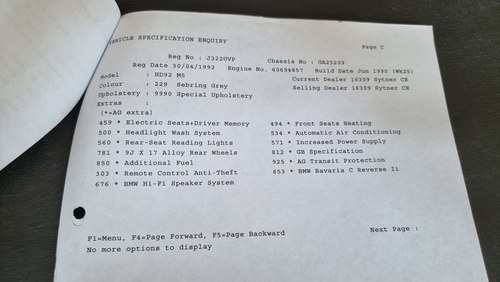 VEHICLE SPECIFICATION ENQUIRY
Page C
Reg No : J322UVP Chassis No : GA25209
Reg Date 30/04/1992 Engine No. 60694857 Build Date Jun 1990 (Wk25)
Model : HD92 M5 Current Dealer 16309 Sytner CE
Colour : 229 Sebring Grey Selling Dealer 16309 Sytner CE
Upholstery : 9990 Special Upholstery
Extras :
(*=AG extra)
459 * Electric Seats+Driver Memory 494 * Front Seats Heating
500 * Headlight Wash System 534 * Automatic Air Conditioning
560 * Rear-Seat Reading Lights 571 * Increased Power Supply
781 * 9J X 17 Alloy Rear Wheels 812 * GB Specification
850 * Additional Fuel 925 * AG Transit Protection
303 * Remote Control Anti-Theft 653 * BMW Bavaria C Reverse Ii
676 * BMW Hi-Fi Speaker System
Next Page :
F1=Menu, F4=Page Forward, F5=Page Backward
No more options to display